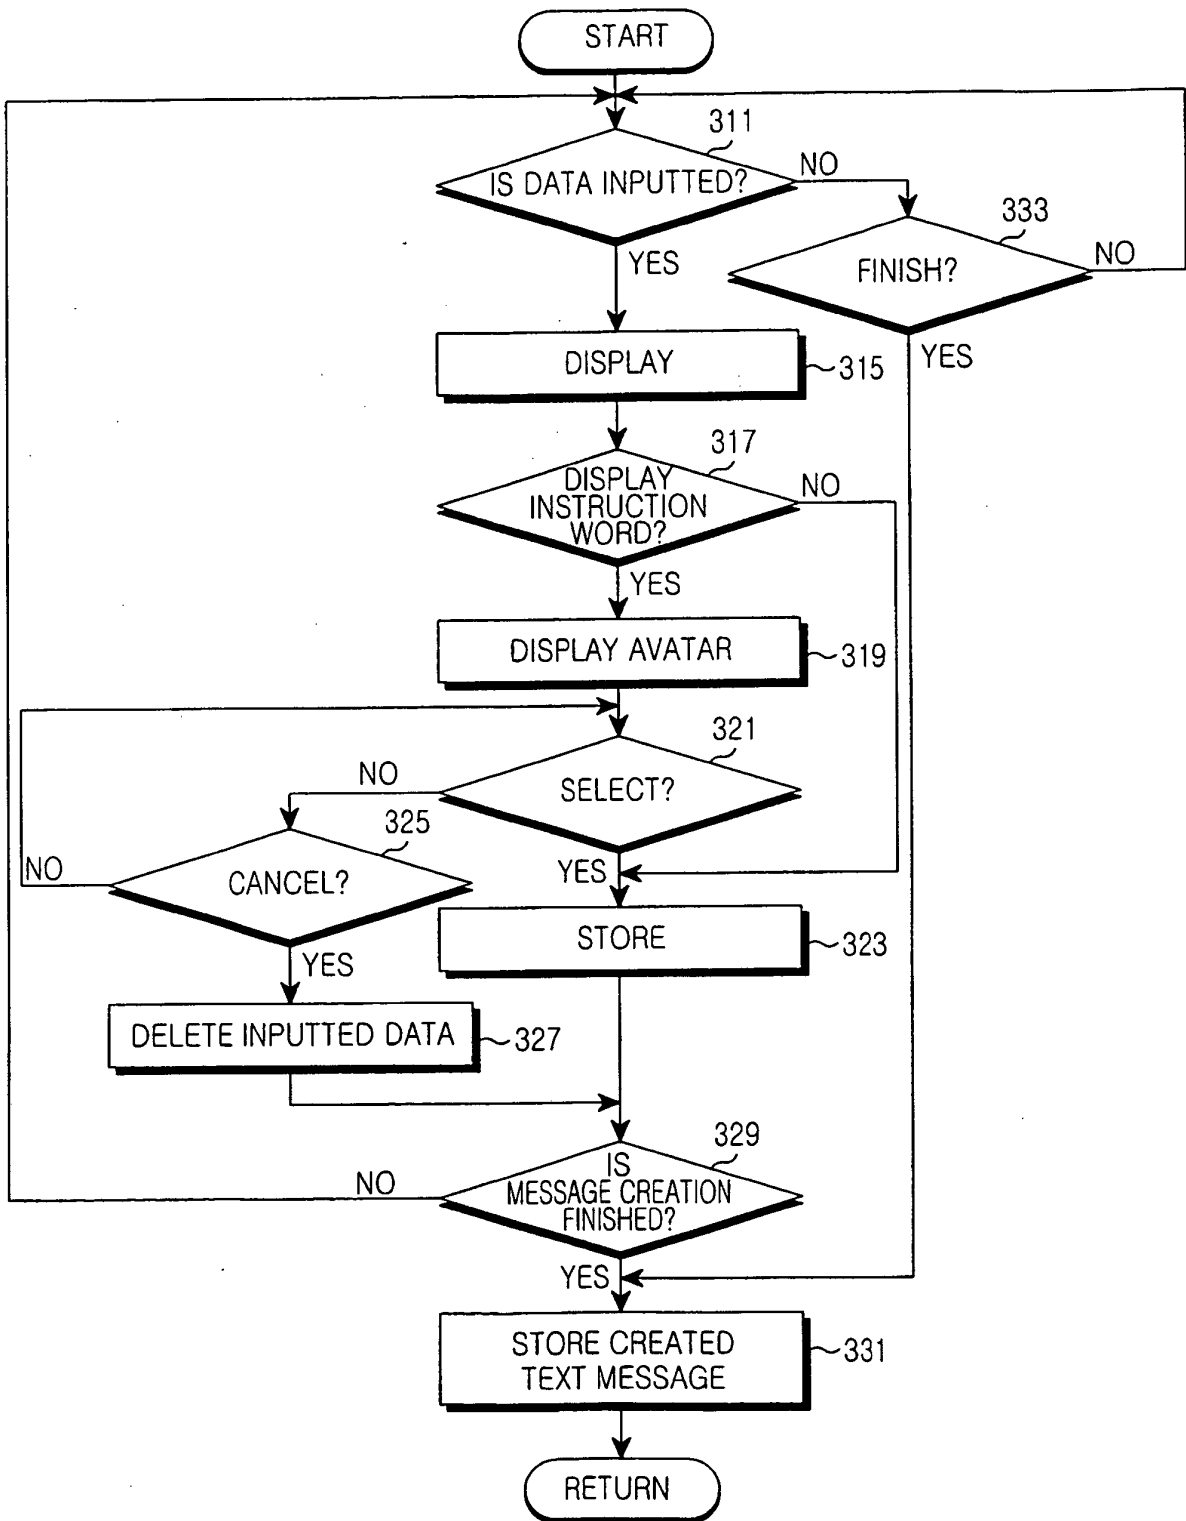 START
311
IS DATA INPUTTED?
NO
333
YES
FINISH?
NO
DISPLAY
315
YES
317
DISPLAY
INSTRUCTION
WORD?
NO
YES
DISPLAY AVATAR
319
321
NO
SELECT?
325
NO
CANCEL?
YES
STORE
323
YES
DELETE INPUTTED DATA
327
329
NO
IS
MESSAGE CREATION
FINISHED?
YES
STORE CREATED
TEXT MESSAGE
331
RETURN